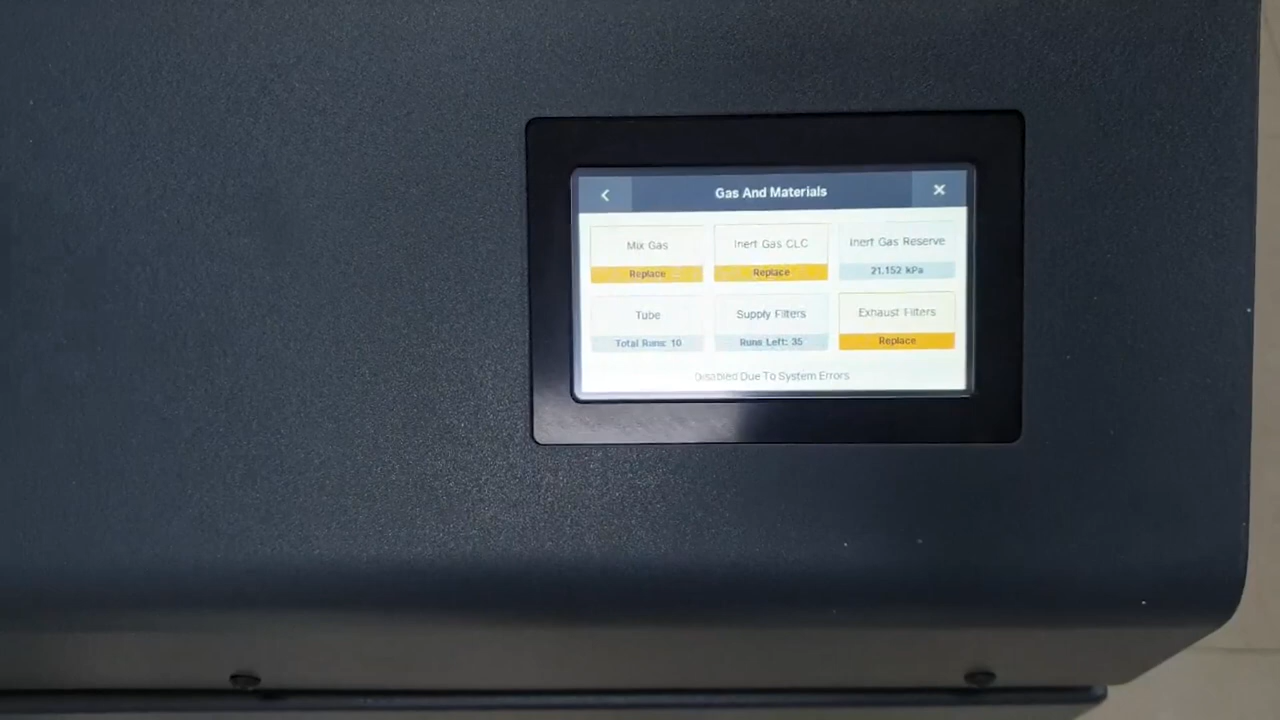 Gas And Materials
Mix Gas
Replace
Inert Gas CLC
Replace
Inert Gas Reserve
21.152 kPa
Tube
Total Runs: 10
Supply Filters
Runs Left: 35
Exhaust Filters
Replace
Disabled Due To System Errors